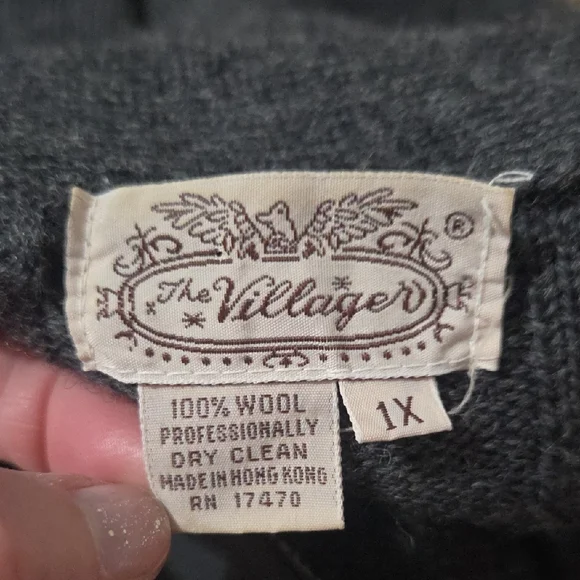 The Villager ®
100% WOOL
PROFESSIONALLY
DRY CLEAN
MADE IN HONG KONG
RN 17470
1X